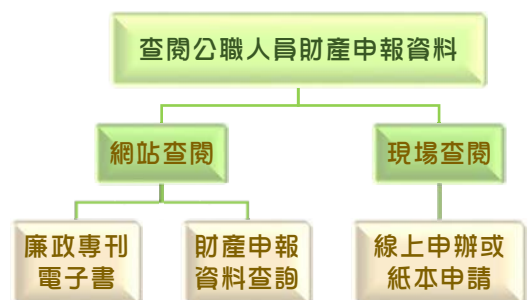 查閱公職人員財產申報資料
網站查閱
現場查閱
廉政專刊
電子書
財產申報
資料查詢
線上申辦或
紙本申請